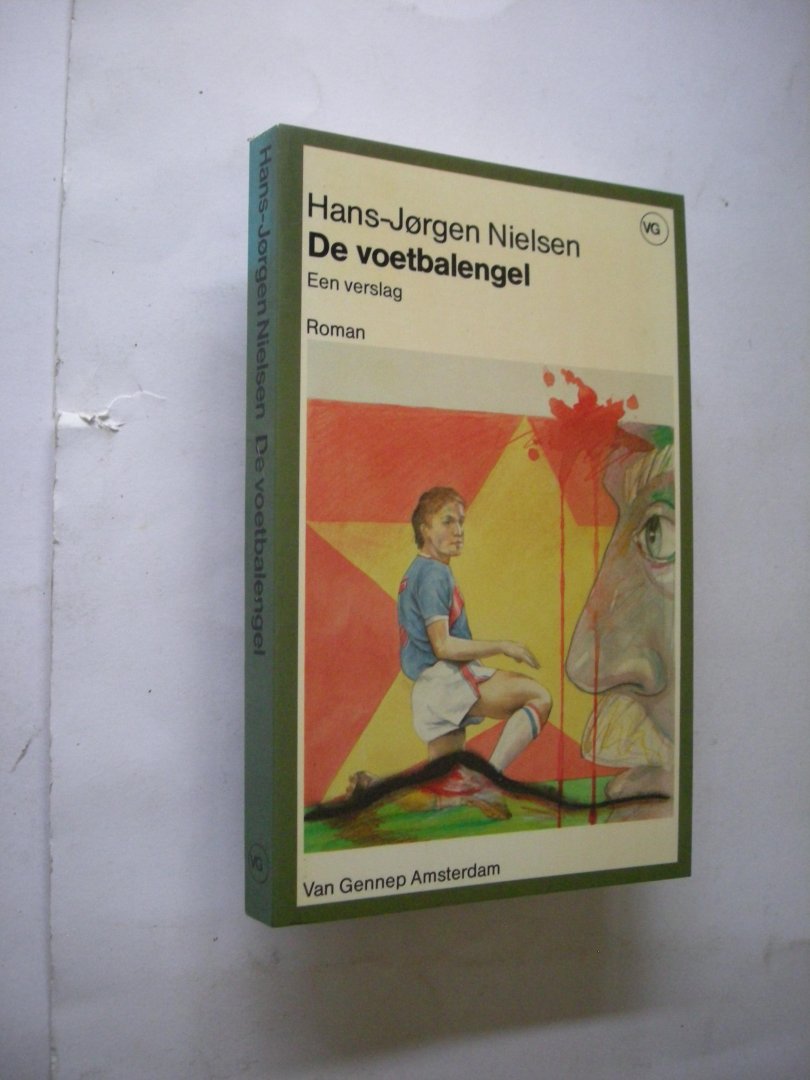 Hans-Jørgen Nielsen De voetbalengel
VG
Hans-Jørgen Nielsen
De voetbalengel
Een verslag
Roman
VG
Van Gennep Amsterdam